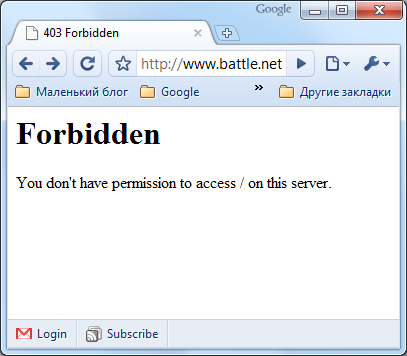 Google
403 Forbidden
http://www.battle.net
Маленький блог
Google
Другие закладки
Forbidden
You don't have permission to access / on this server.
Login
Subscribe